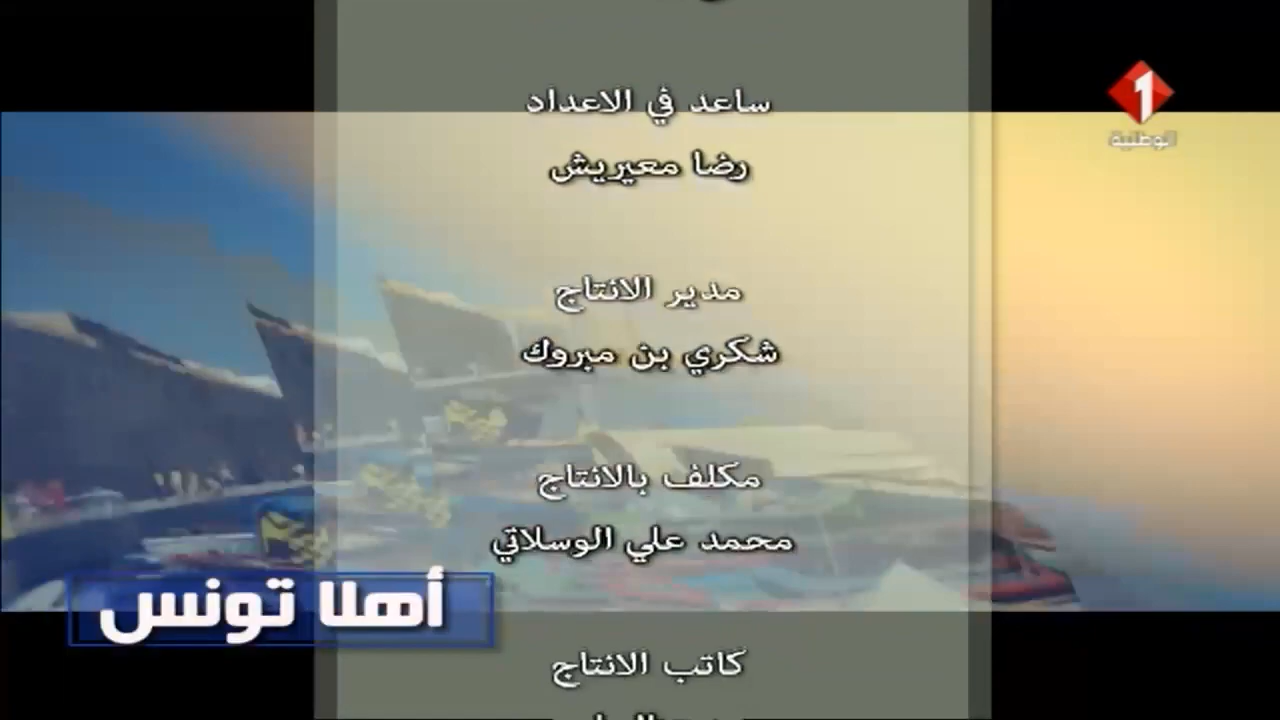 ساعد في الاعداد
الوطنية
رضا معيريش
مدير الانتاج
شكري بن مبروك
مكلف بالانتاج
محمد علي الوسلاتي
أهلا تونس
كاتب الانتاج